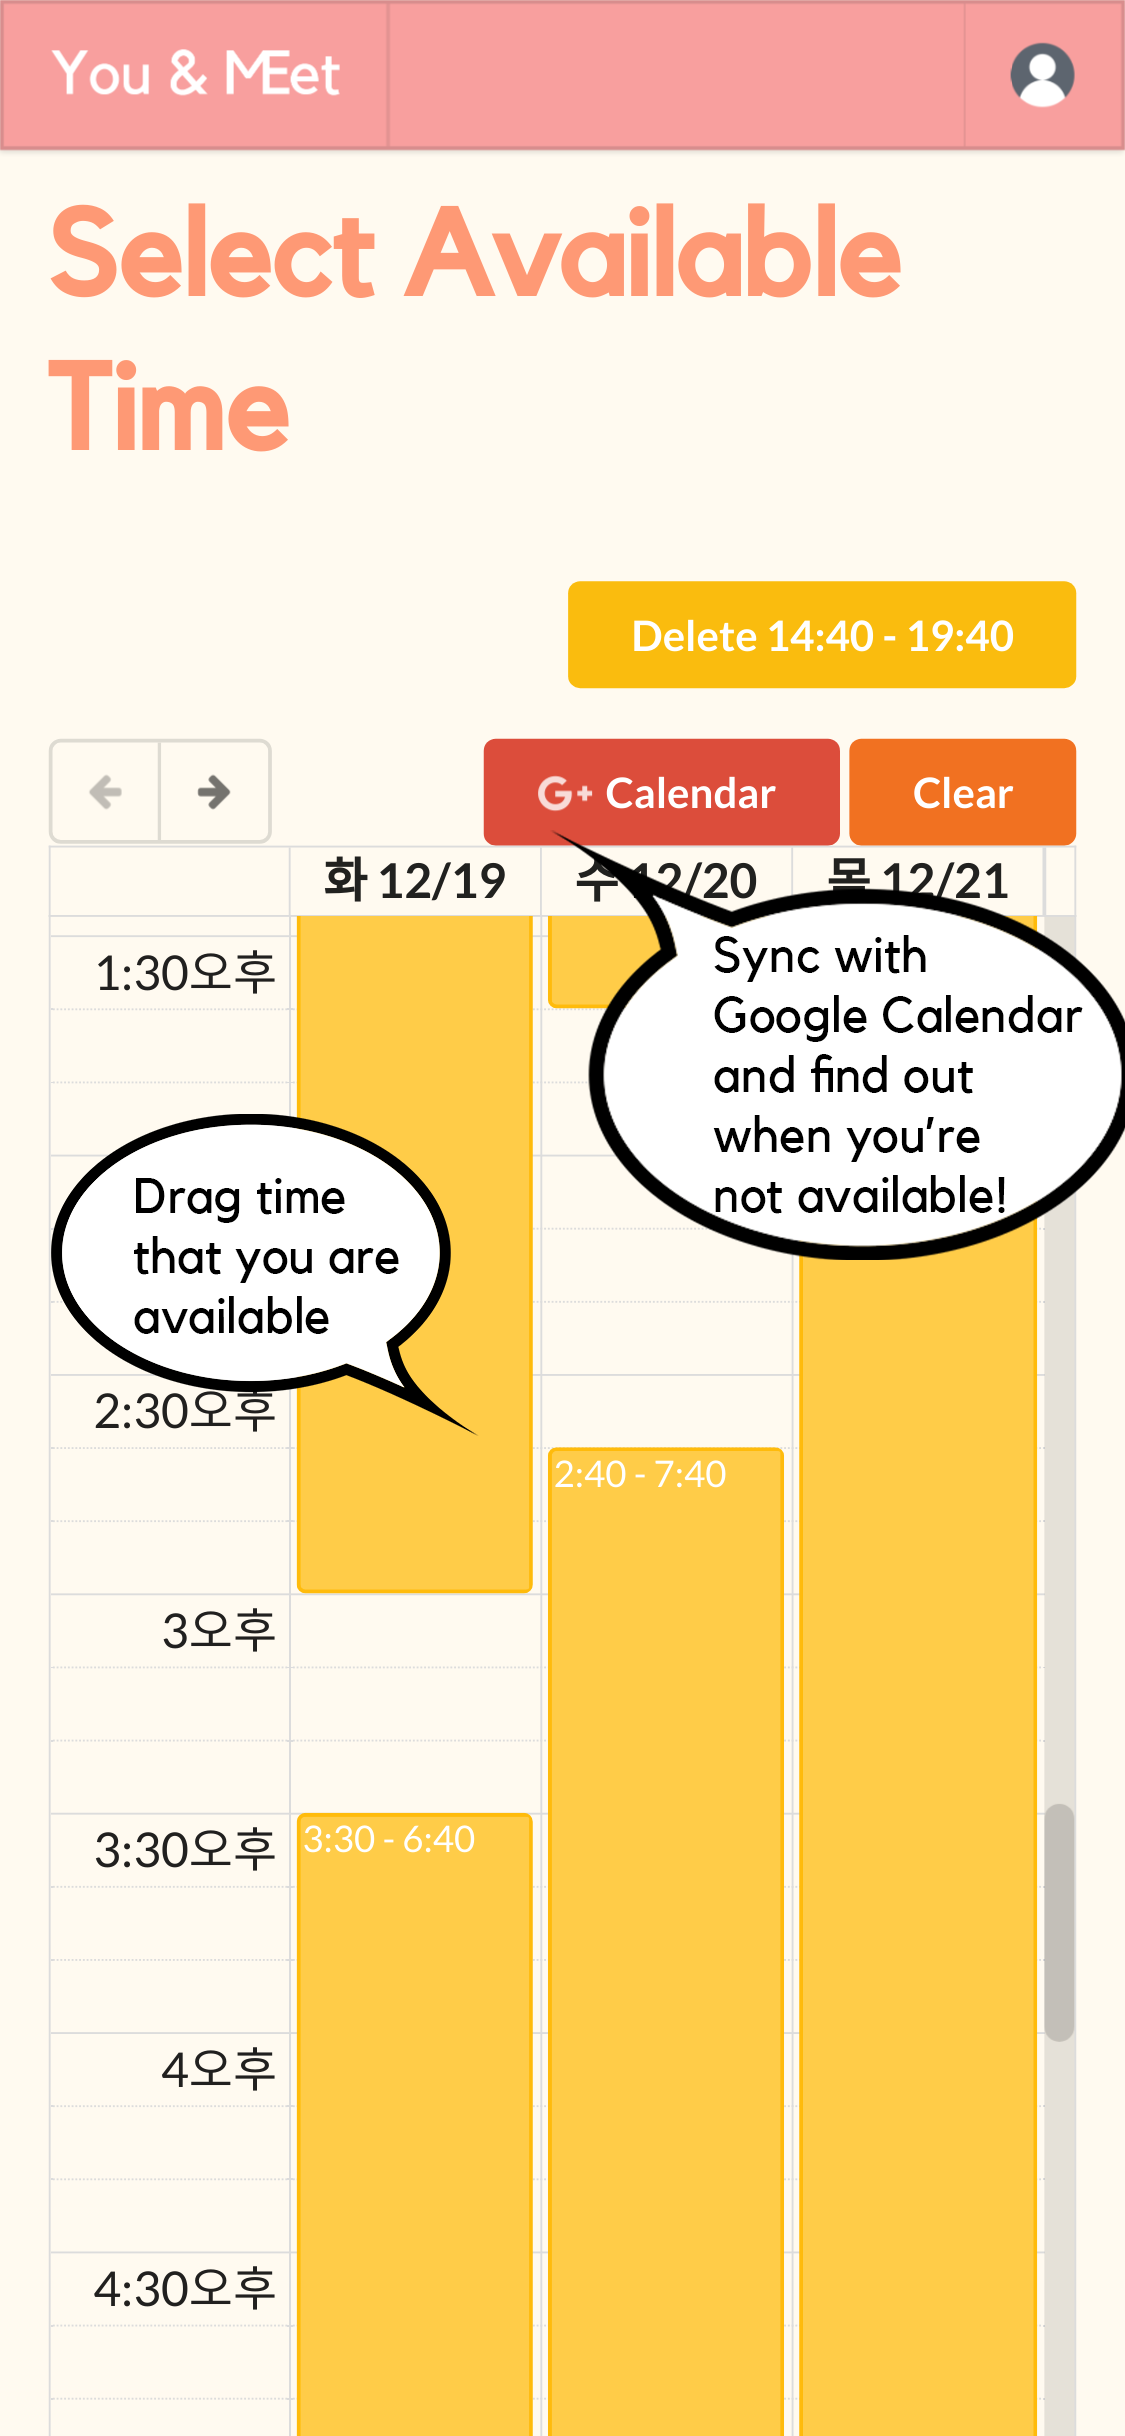 You & MEet
Select Available
Time
Delete 14:40 - 19:40
G+ Calendar
Clear
화 12/19
수 12/20
목 12/21
1:30오후
Sync with
Google Calendar
and find out
when you're
not available!
Drag time
that you are
available
2:30오후
2:40 - 7:40
3오후
3:30오후
3:30 - 6:40
4오후
4:30오후